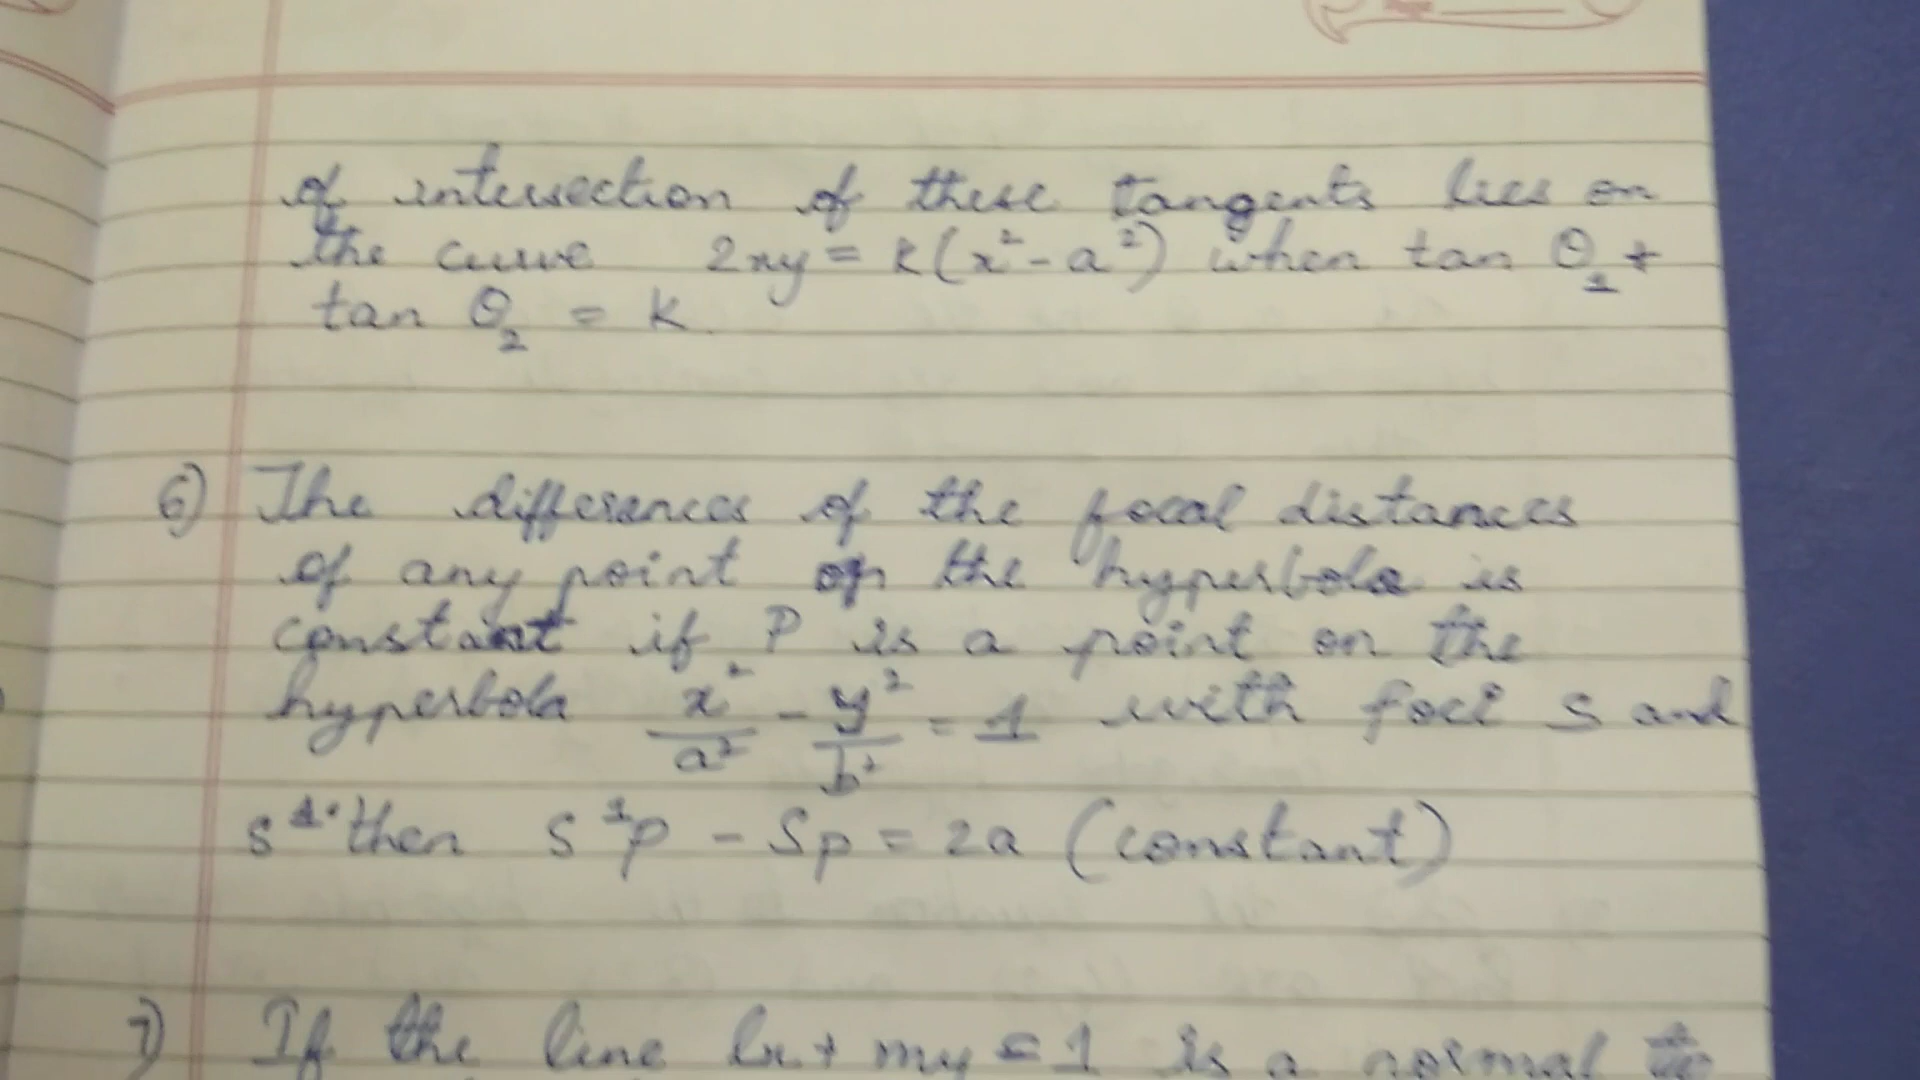 of intersection of these tangents lies on
the curve 2xy = k(x² - a²) when tan θ₁ +
tan θ₂ = k.
6) The differences of the focal distances
of any point on the hyperbola is
constant if P is a point on the
hyperbola x²/a² - y²/b² = 1 with foci S and
S¹. then S¹p - Sp = 2a (constant)
7) If the line lx + my = 1 is a normal to